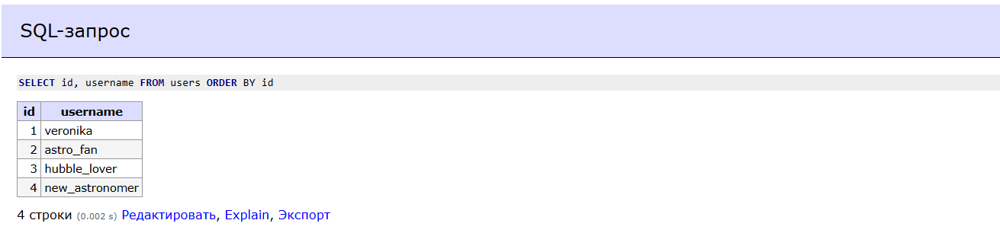 SQL-запрос
SELECT id, username FROM users ORDER BY id
id username
1 veronika
2 astro_fan
3 hubble_lover
4 new_astronomer
4 строки (0.002 s) Редактировать, Explain, Экспорт